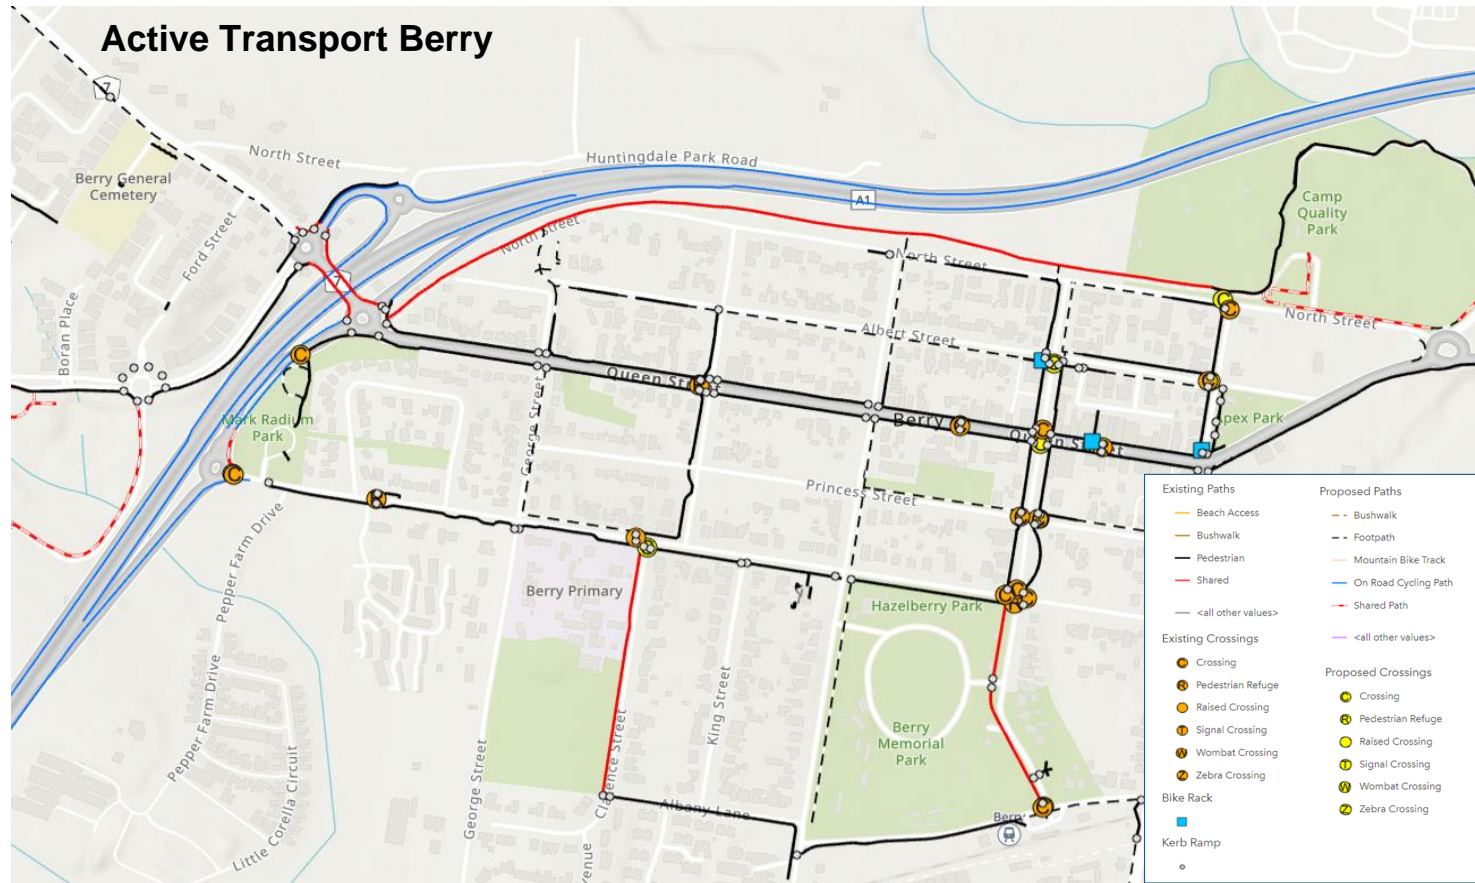 Active Transport Berry
7
North Street
Huntingdale Park Road
Berry General
Cemetery
A1
Camp
Quality
Park
Ford Street
North Street
7
North Street
North Street
Boran Place
Albert Street
Queen Street
George Street
Mark Radium
Park
Berry
Queen Street
Apex Park
Princess Street
Pepper Farm Drive
Berry Primary
Hazelberry Park
Pepper Farm Drive
King Street
Clarence Street
Berry
Memorial
Park
George Street
Little Corella Circuit
Albany Lane
Berry
Existing Paths
Beach Access
Bushwalk
Pedestrian
Shared
<all other values>
Existing Crossings
Crossing
Pedestrian Refuge
Raised Crossing
Signal Crossing
Wombat Crossing
Zebra Crossing
Bike Rack
Kerb Ramp
Proposed Paths
Bushwalk
Footpath
Mountain Bike Track
On Road Cycling Path
Shared Path
<all other values>
Proposed Crossings
Crossing
Pedestrian Refuge
Raised Crossing
Signal Crossing
Wombat Crossing
Zebra Crossing